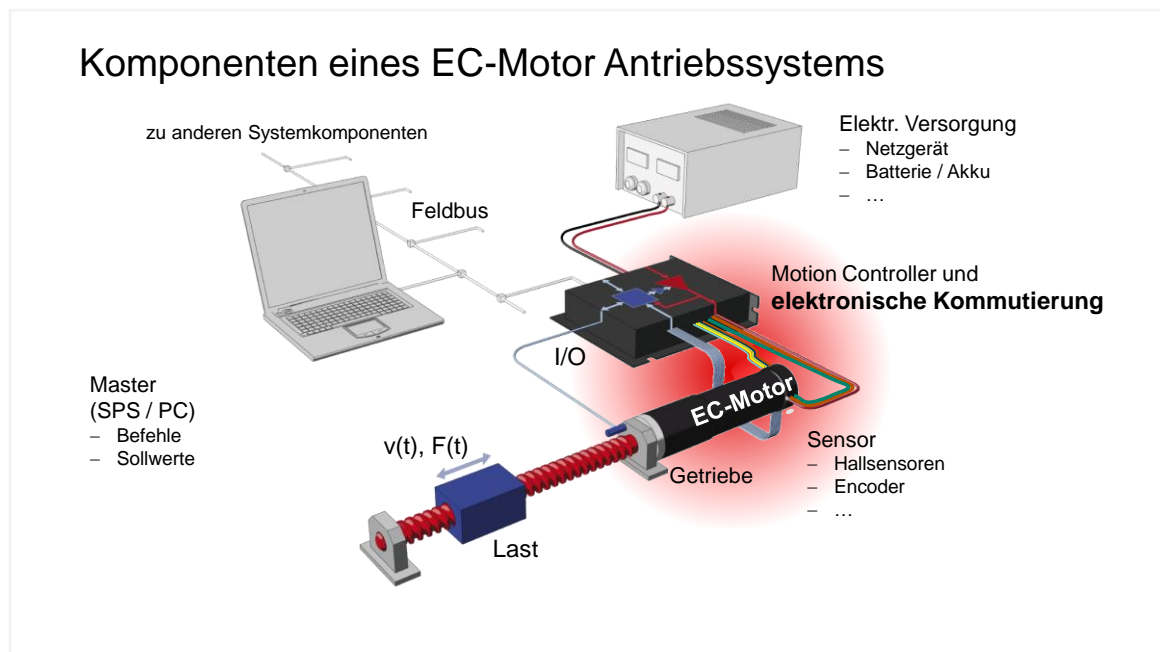 Komponenten eines EC-Motor Antriebssystems
zu anderen Systemkomponenten
Feldbus
Elektr. Versorgung
– Netzgerät
– Batterie / Akku
– …
Motion Controller und
elektronische Kommutierung
I/O
Master
(SPS / PC)
– Befehle
– Sollwerte
EC-Motor
v(t), F(t)
Getriebe
Sensor
– Hallsensoren
– Encoder
– …
Last